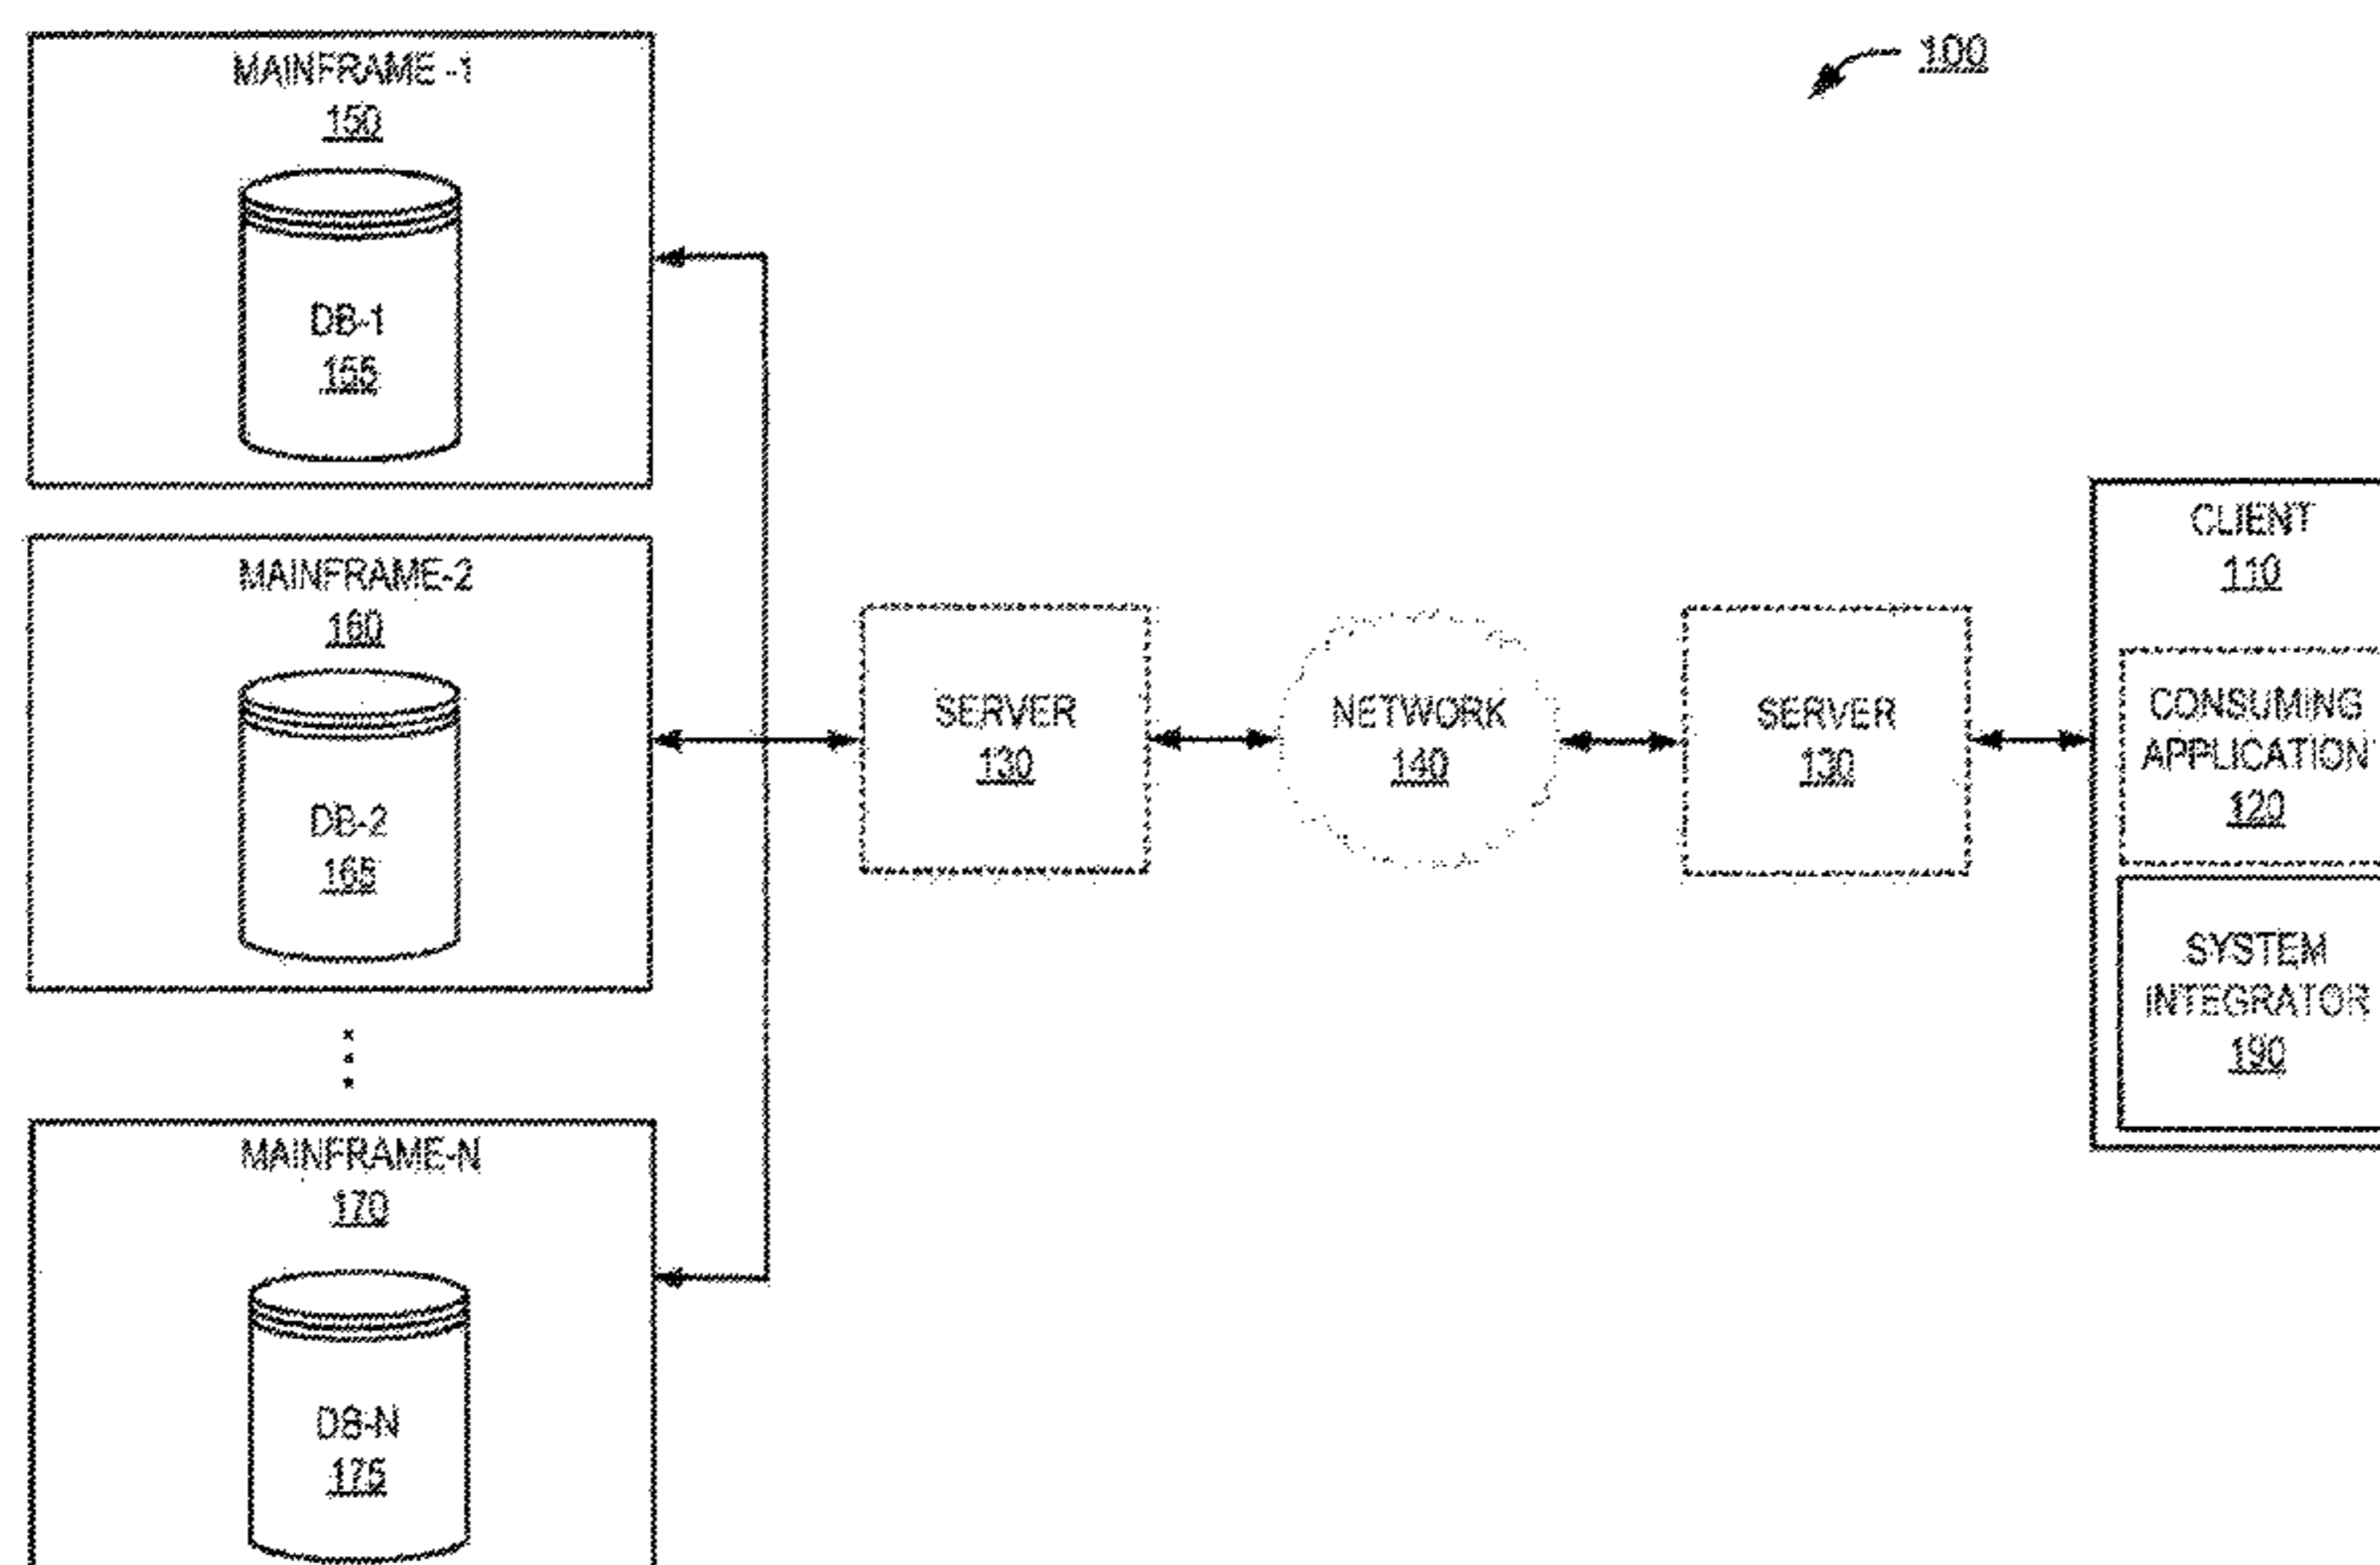 100
MAINFRAME -1
150
DB-1
155
MAINFRAME-2
160
DB-2
165
MAINFRAME-N
170
DB-N
175
SERVER
130
NETWORK
140
SERVER
130
CLIENT
110
CONSUMING
APPLICATION
120
SYSTEM
INTEGRATOR
190